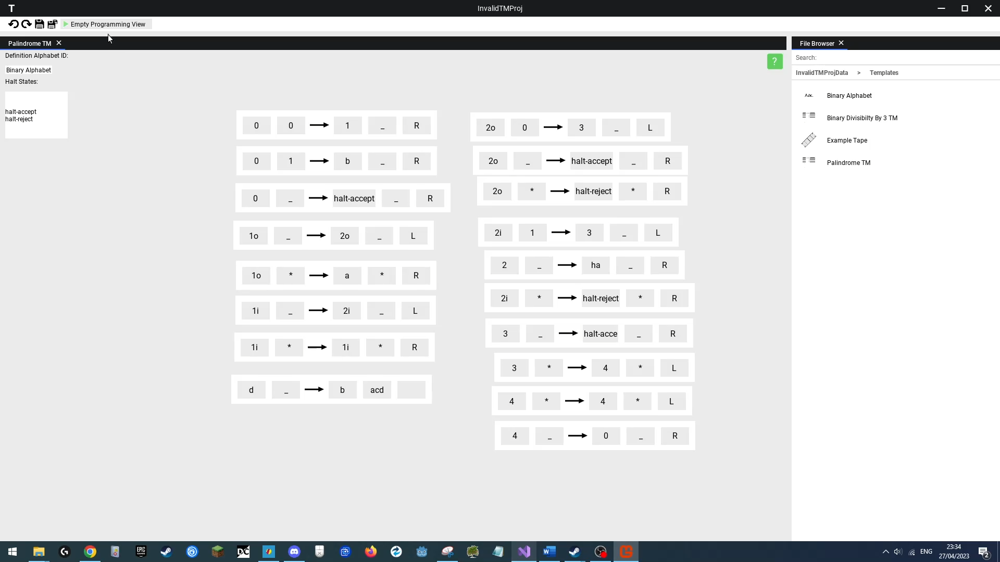 T
InvalidTMProj
Empty Programming View
Palindrome TM
Definition Alphabet ID:
Binary Alphabet
Halt States:
halt-accept
halt-reject
?
0 0 1 _ R
0 1 b _ R
0 _ halt-accept _ R
1o _ 2o _ L
1o * a * R
1i _ 2i _ L
1i * 1i * R
d _ b acd
2o 0 3 _ L
2o _ halt-accept _ R
2o * halt-reject * R
2i 1 3 _ L
2 _ ha _ R
2i * halt-reject * R
3 _ halt-acce _ R
3 * 4 * L
4 * 4 * L
4 _ 0 _ R
File Browser
Search:
InvalidTMProjData > Templates
Binary Alphabet
Binary Divisibilty By 3 TM
Example Tape
Palindrome TM
EPIC GAMES
DC
ENG
23:34
27/04/2023
2